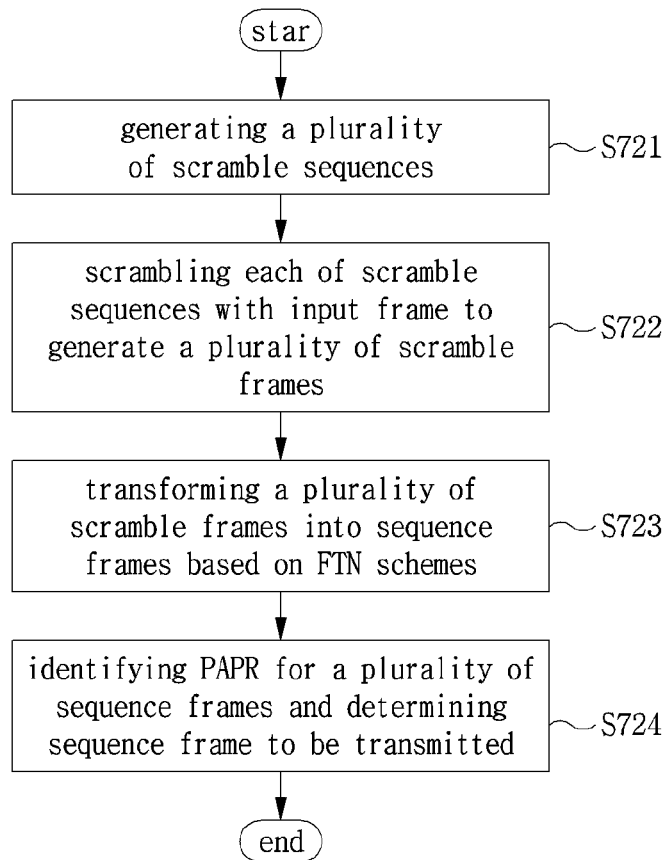 star
generating a plurality
of scramble sequences
S721
scrambling each of scramble
sequences with input frame to
generate a plurality of scramble
frames
S722
transforming a plurality of
scramble frames into sequence
frames based on FTN schemes
S723
identifying PAPR for a plurality of
sequence frames and determining
sequence frame to be transmitted
S724
end